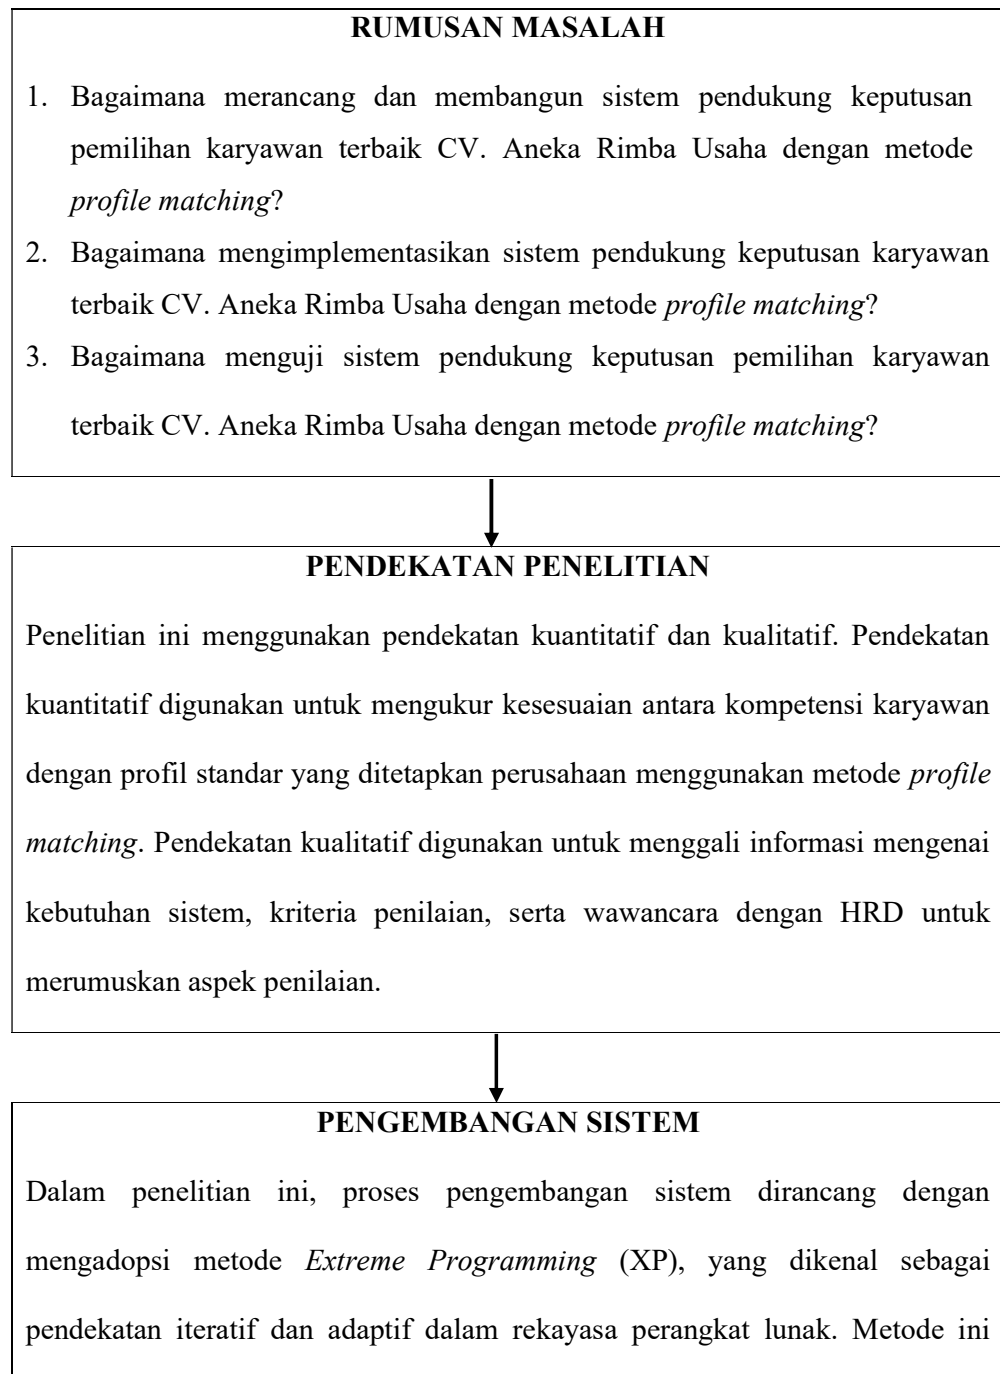 RUMUSAN MASALAH
1. Bagaimana merancang dan membangun sistem pendukung keputusan
pemilihan karyawan terbaik CV. Aneka Rimba Usaha dengan metode
profile matching?
2. Bagaimana mengimplementasikan sistem pendukung keputusan karyawan
terbaik CV. Aneka Rimba Usaha dengan metode profile matching?
3. Bagaimana menguji sistem pendukung keputusan pemilihan karyawan
terbaik CV. Aneka Rimba Usaha dengan metode profile matching?
PENDEKATAN PENELITIAN
Penelitian ini menggunakan pendekatan kuantitatif dan kualitatif. Pendekatan
kuantitatif digunakan untuk mengukur kesesuaian antara kompetensi karyawan
dengan profil standar yang ditetapkan perusahaan menggunakan metode profile
matching. Pendekatan kualitatif digunakan untuk menggali informasi mengenai
kebutuhan sistem, kriteria penilaian, serta wawancara dengan HRD untuk
merumuskan aspek penilaian.
PENGEMBANGAN SISTEM
Dalam penelitian ini, proses pengembangan sistem dirancang dengan
mengadopsi metode Extreme Programming (XP), yang dikenal sebagai
pendekatan iteratif dan adaptif dalam rekayasa perangkat lunak. Metode ini